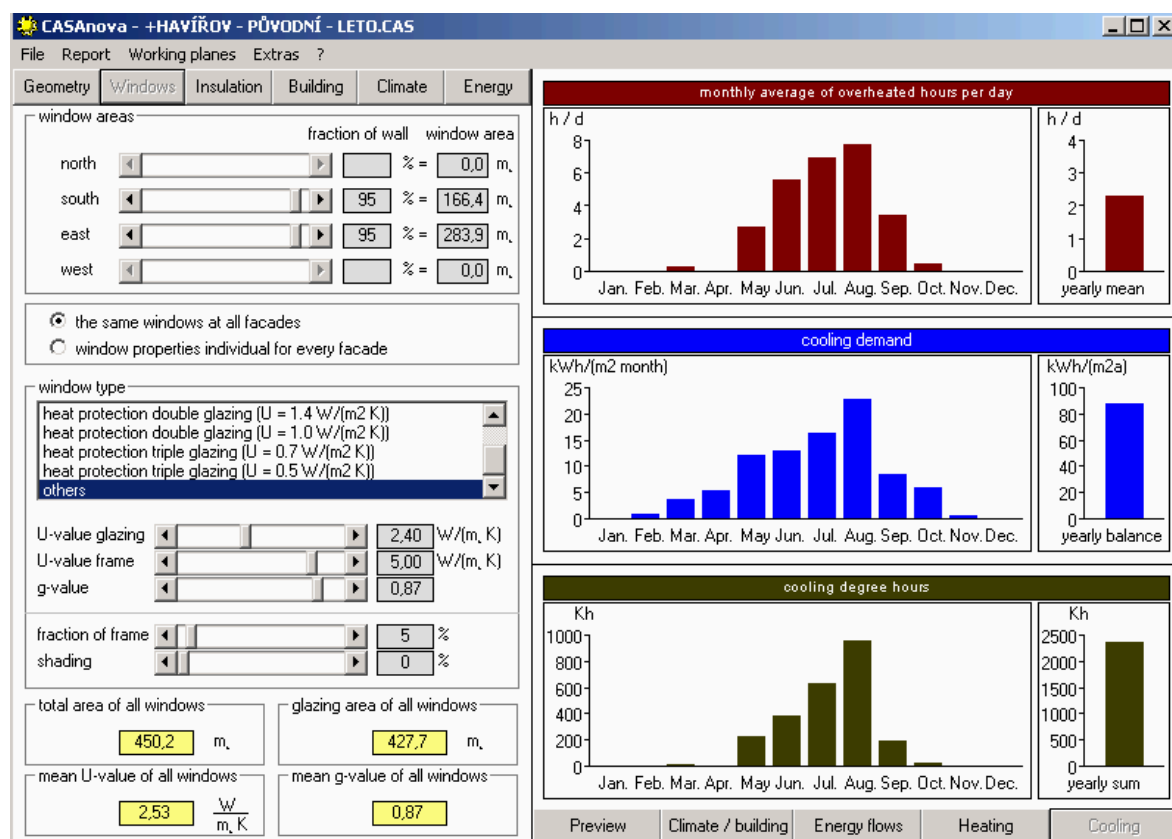 CASAnova - +HAVÍŘOV - PŮVODNÍ - LETO.CAS
File Report Working planes Extras ?
Geometry Windows Insulation Building Climate Energy
window areas
fraction of wall window area
north % = 0,0 m,
south 95 % = 166,4 m,
east 95 % = 283,9 m,
west % = 0,0 m,
the same windows at all facades
window properties individual for every facade
window type
heat protection double glazing (U = 1.4 W/(m2 K))
heat protection double glazing (U = 1.0 W/(m2 K))
heat protection triple glazing (U = 0.7 W/(m2 K))
heat protection triple glazing (U = 0.5 W/(m2 K))
others
U-value glazing 2,40 W/(m, K)
U-value frame 5,00 W/(m, K)
g-value 0,87
fraction of frame 5 %
shading 0 %
total area of all windows
450,2 m,
glazing area of all windows
427,7 m,
mean U-value of all windows
2,53 W
m, K
mean g-value of all windows
0,87
monthly average of overheated hours per day
h / d
8
6
4
2
0
Jan. Feb. Mar. Apr. May Jun. Jul. Aug. Sep. Oct. Nov. Dec.
h / d
4
3
2
1
0
yearly mean
cooling demand
kWh/(m2 month)
25
20
15
10
5
0
Jan. Feb. Mar. Apr. May Jun. Jul. Aug. Sep. Oct. Nov. Dec.
kWh/(m2a)
100
80
60
40
20
0
yearly balance
cooling degree hours
Kh
1000
800
600
400
200
0
Jan. Feb. Mar. Apr. May Jun. Jul. Aug. Sep. Oct. Nov. Dec.
Kh
2500
2000
1500
1000
500
0
yearly sum
Preview Climate / building Energy flows Heating Cooling